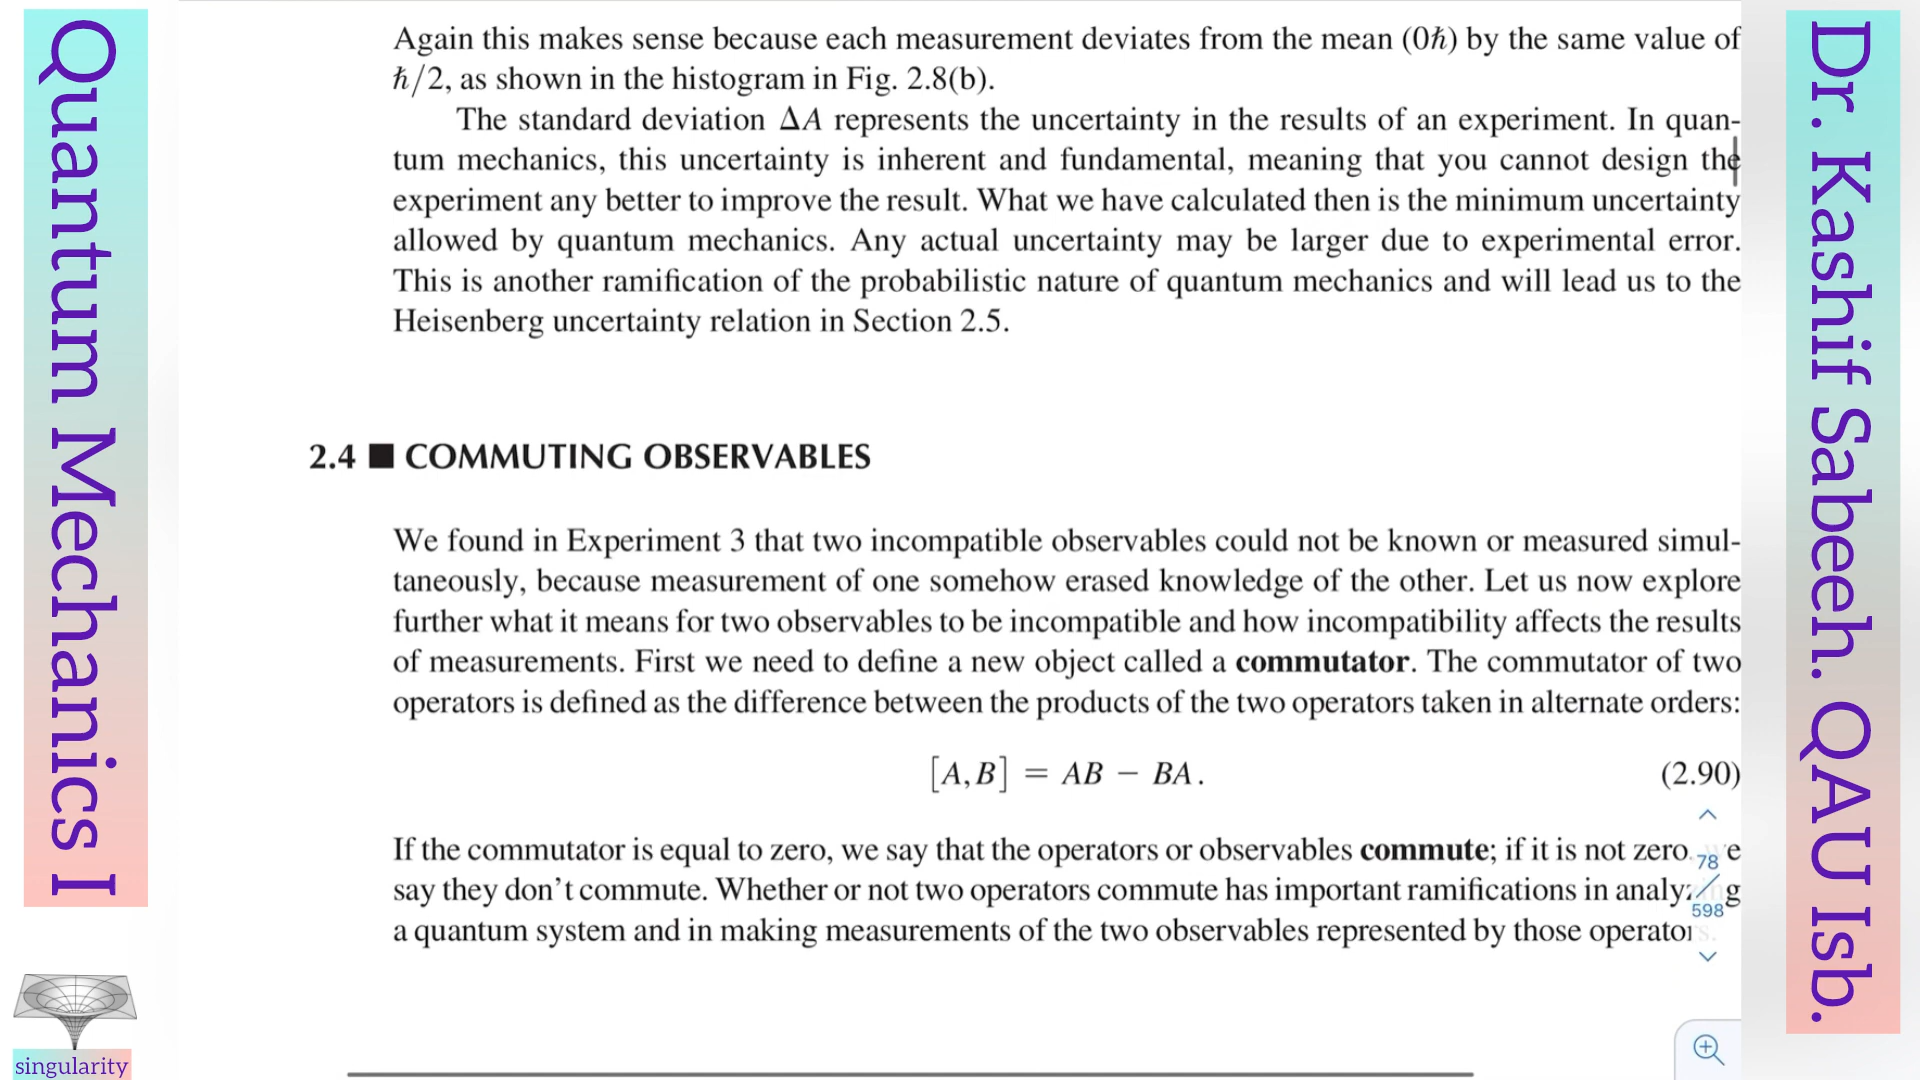 Quantum Mechanics I
Again this makes sense because each measurement deviates from the mean (0ℏ) by the same value of
ℏ/2, as shown in the histogram in Fig. 2.8(b).
The standard deviation ΔA represents the uncertainty in the results of an experiment. In quan-
tum mechanics, this uncertainty is inherent and fundamental, meaning that you cannot design the
experiment any better to improve the result. What we have calculated then is the minimum uncertainty
allowed by quantum mechanics. Any actual uncertainty may be larger due to experimental error.
This is another ramification of the probabilistic nature of quantum mechanics and will lead us to the
Heisenberg uncertainty relation in Section 2.5.
2.4 ■ COMMUTING OBSERVABLES
We found in Experiment 3 that two incompatible observables could not be known or measured simul-
taneously, because measurement of one somehow erased knowledge of the other. Let us now explore
further what it means for two observables to be incompatible and how incompatibility affects the results
of measurements. First we need to define a new object called a commutator. The commutator of two
operators is defined as the difference between the products of the two operators taken in alternate orders:
[A, B] = AB − BA. (2.90)
If the commutator is equal to zero, we say that the operators or observables commute; if it is not zero
say they don't commute. Whether or not two operators commute has important ramifications in
a quantum system and in making measurements of the two observables represented by those
78
598
Dr. Kashif Sabeeh. QAU Isb.
singularity